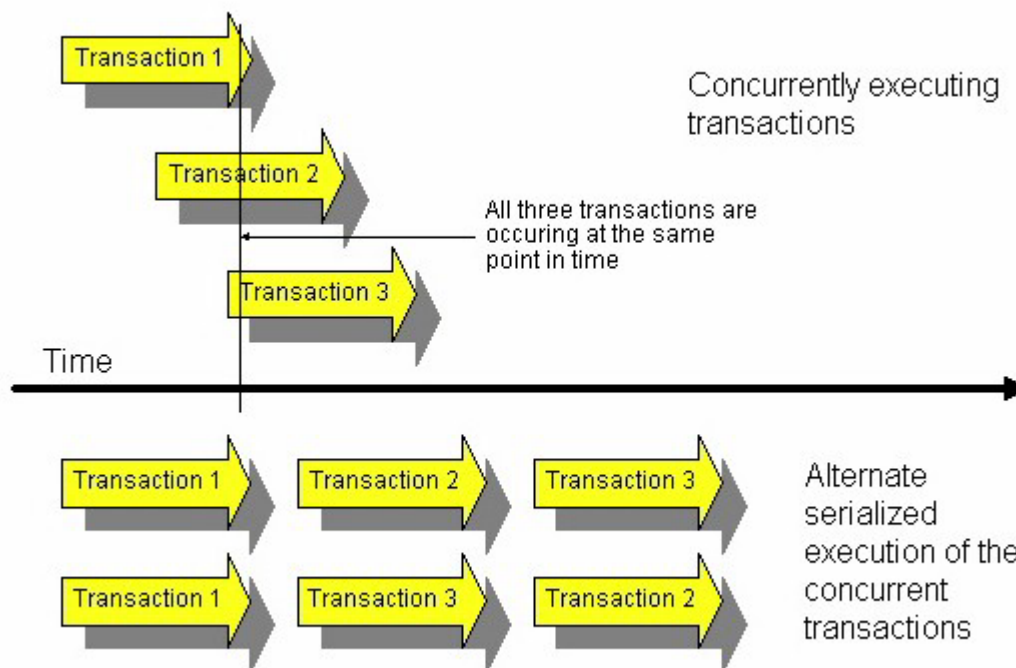 Transaction 1
Concurrently executing
transactions
Transaction 2
All three transactions are
occuring at the same
point in time
Transaction 3
Time
Transaction 1
Transaction 2
Transaction 3
Alternate
serialized
execution of the
concurrent
transactions
Transaction 1
Transaction 3
Transaction 2